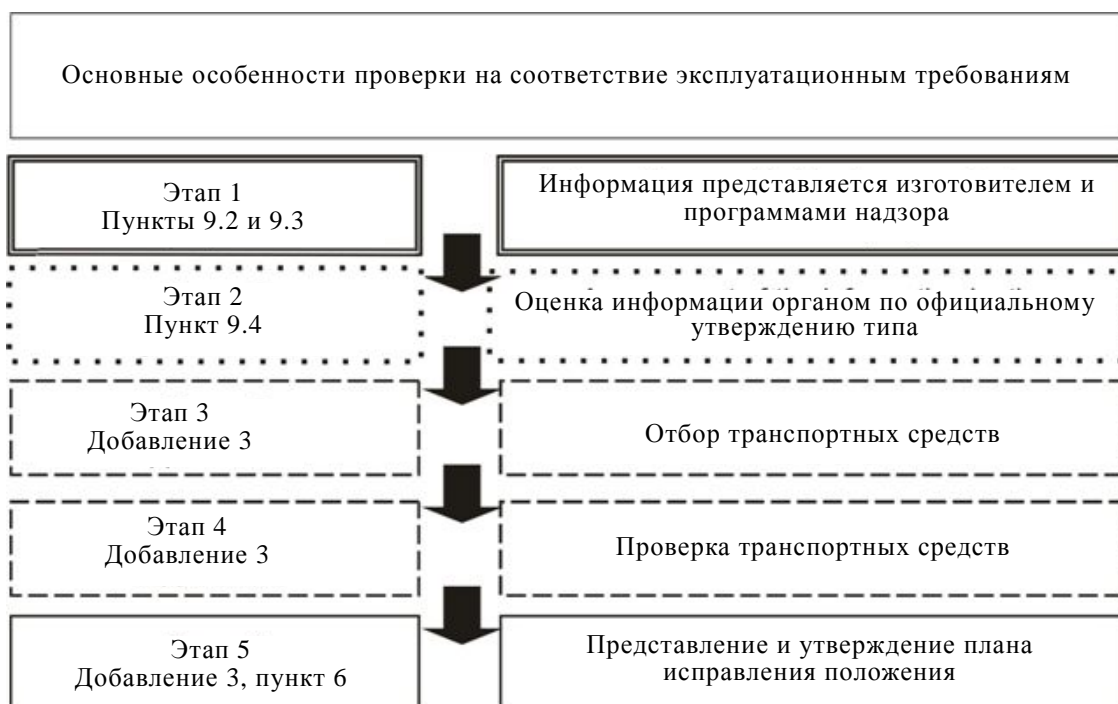 Основные особенности проверки на соответствие эксплуатационным требованиям
Этап 1
Пункты 9.2 и 9.3
Информация представляется изготовителем и
программами надзора
Этап 2
Пункт 9.4
Оценка информации органом по официальному
утверждению типа
Этап 3
Добавление 3
Отбор транспортных средств
Этап 4
Добавление 3
Проверка транспортных средств
Этап 5
Добавление 3, пункт 6
Представление и утверждение плана
исправления положения